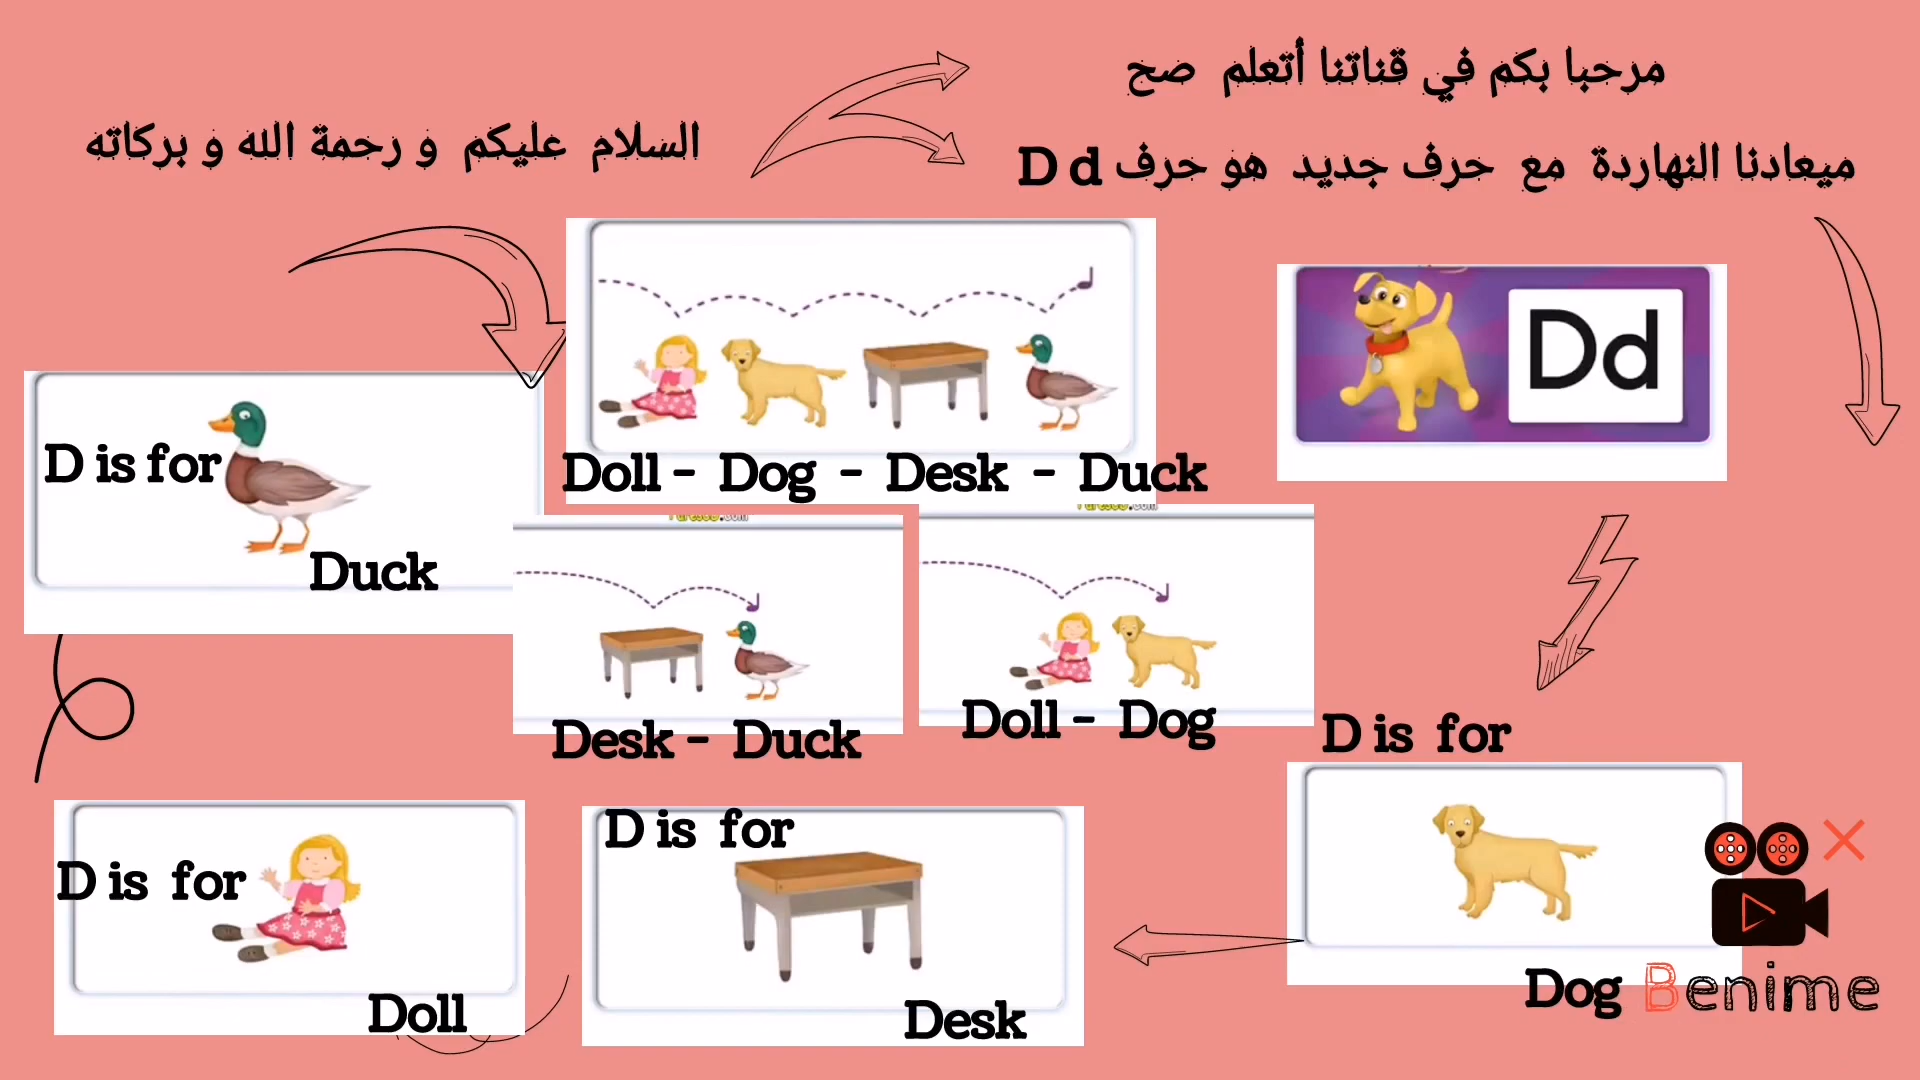 السلام عليكم و رحمة الله و بركاته
مرحبا بكم في قناتنا أتعلم صح
ميعادنا النهاردة مع حرف جديد هو حرف D d
Dd
D is for
Duck
Doll - Dog - Desk - Duck
Desk - Duck
Doll - Dog
D is for
Dog
D is for
Desk
D is for
Doll
Benime